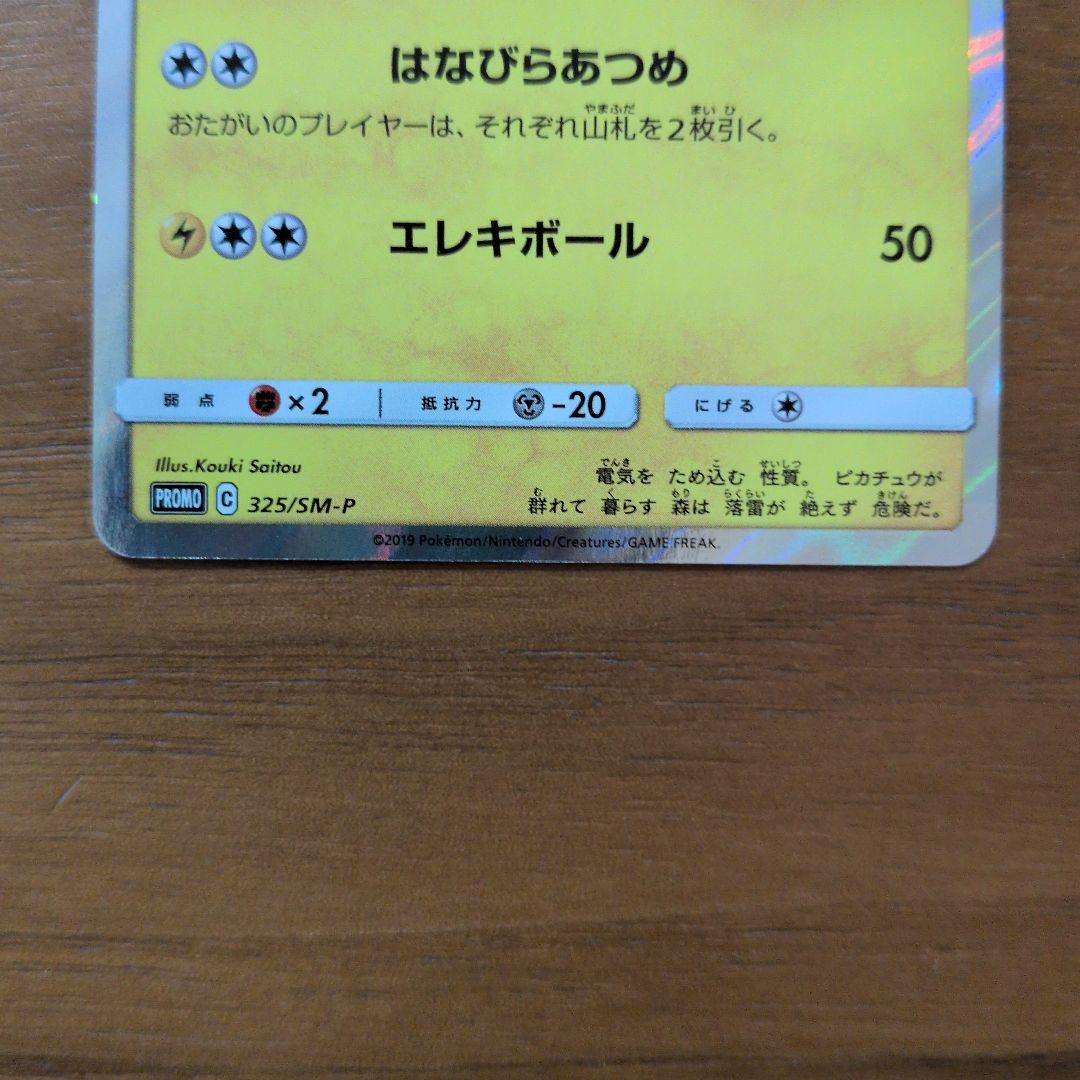 はなびらあつめ
おたがいのプレイヤーは、それぞれ山札を2枚引く。
エレキボール 50
弱点 ×2 抵抗力 -20 にげる
Illus.Kouki Saitou
PROMO C 325/SM-P
電気を ため込む 性質。 ピカチュウが
群れて 暮らす 森は 落雷が 絶えず 危険だ。
©2019 Pokémon/Nintendo/Creatures/GAME FREAK.